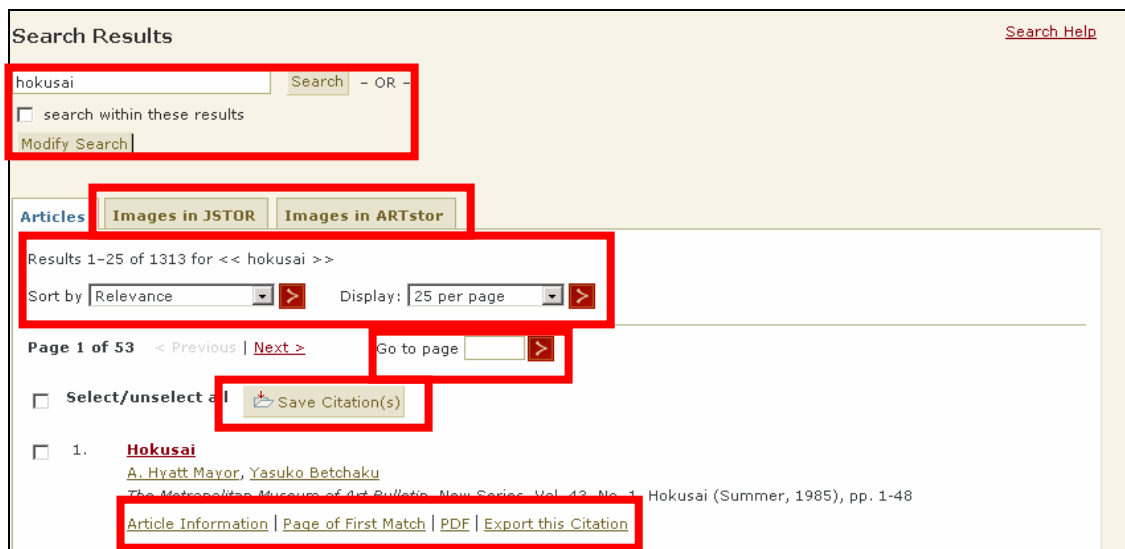 Search Results
Search Help
hokusai Search – OR –
search within these results
Modify Search
Articles Images in JSTOR Images in ARTstor
Results 1–25 of 1313 for << hokusai >>
Sort by Relevance > Display: 25 per page >
Page 1 of 53 < Previous | Next > Go to page >
Select/unselect all Save Citation(s)
1. Hokusai
A. Hyatt Mayor, Yasuko Betchaku
The Metropolitan Museum of Art Bulletin, New Series, Vol. 43, No. 1, Hokusai (Summer, 1985), pp. 1-48
Article Information | Page of First Match | PDF | Export this Citation